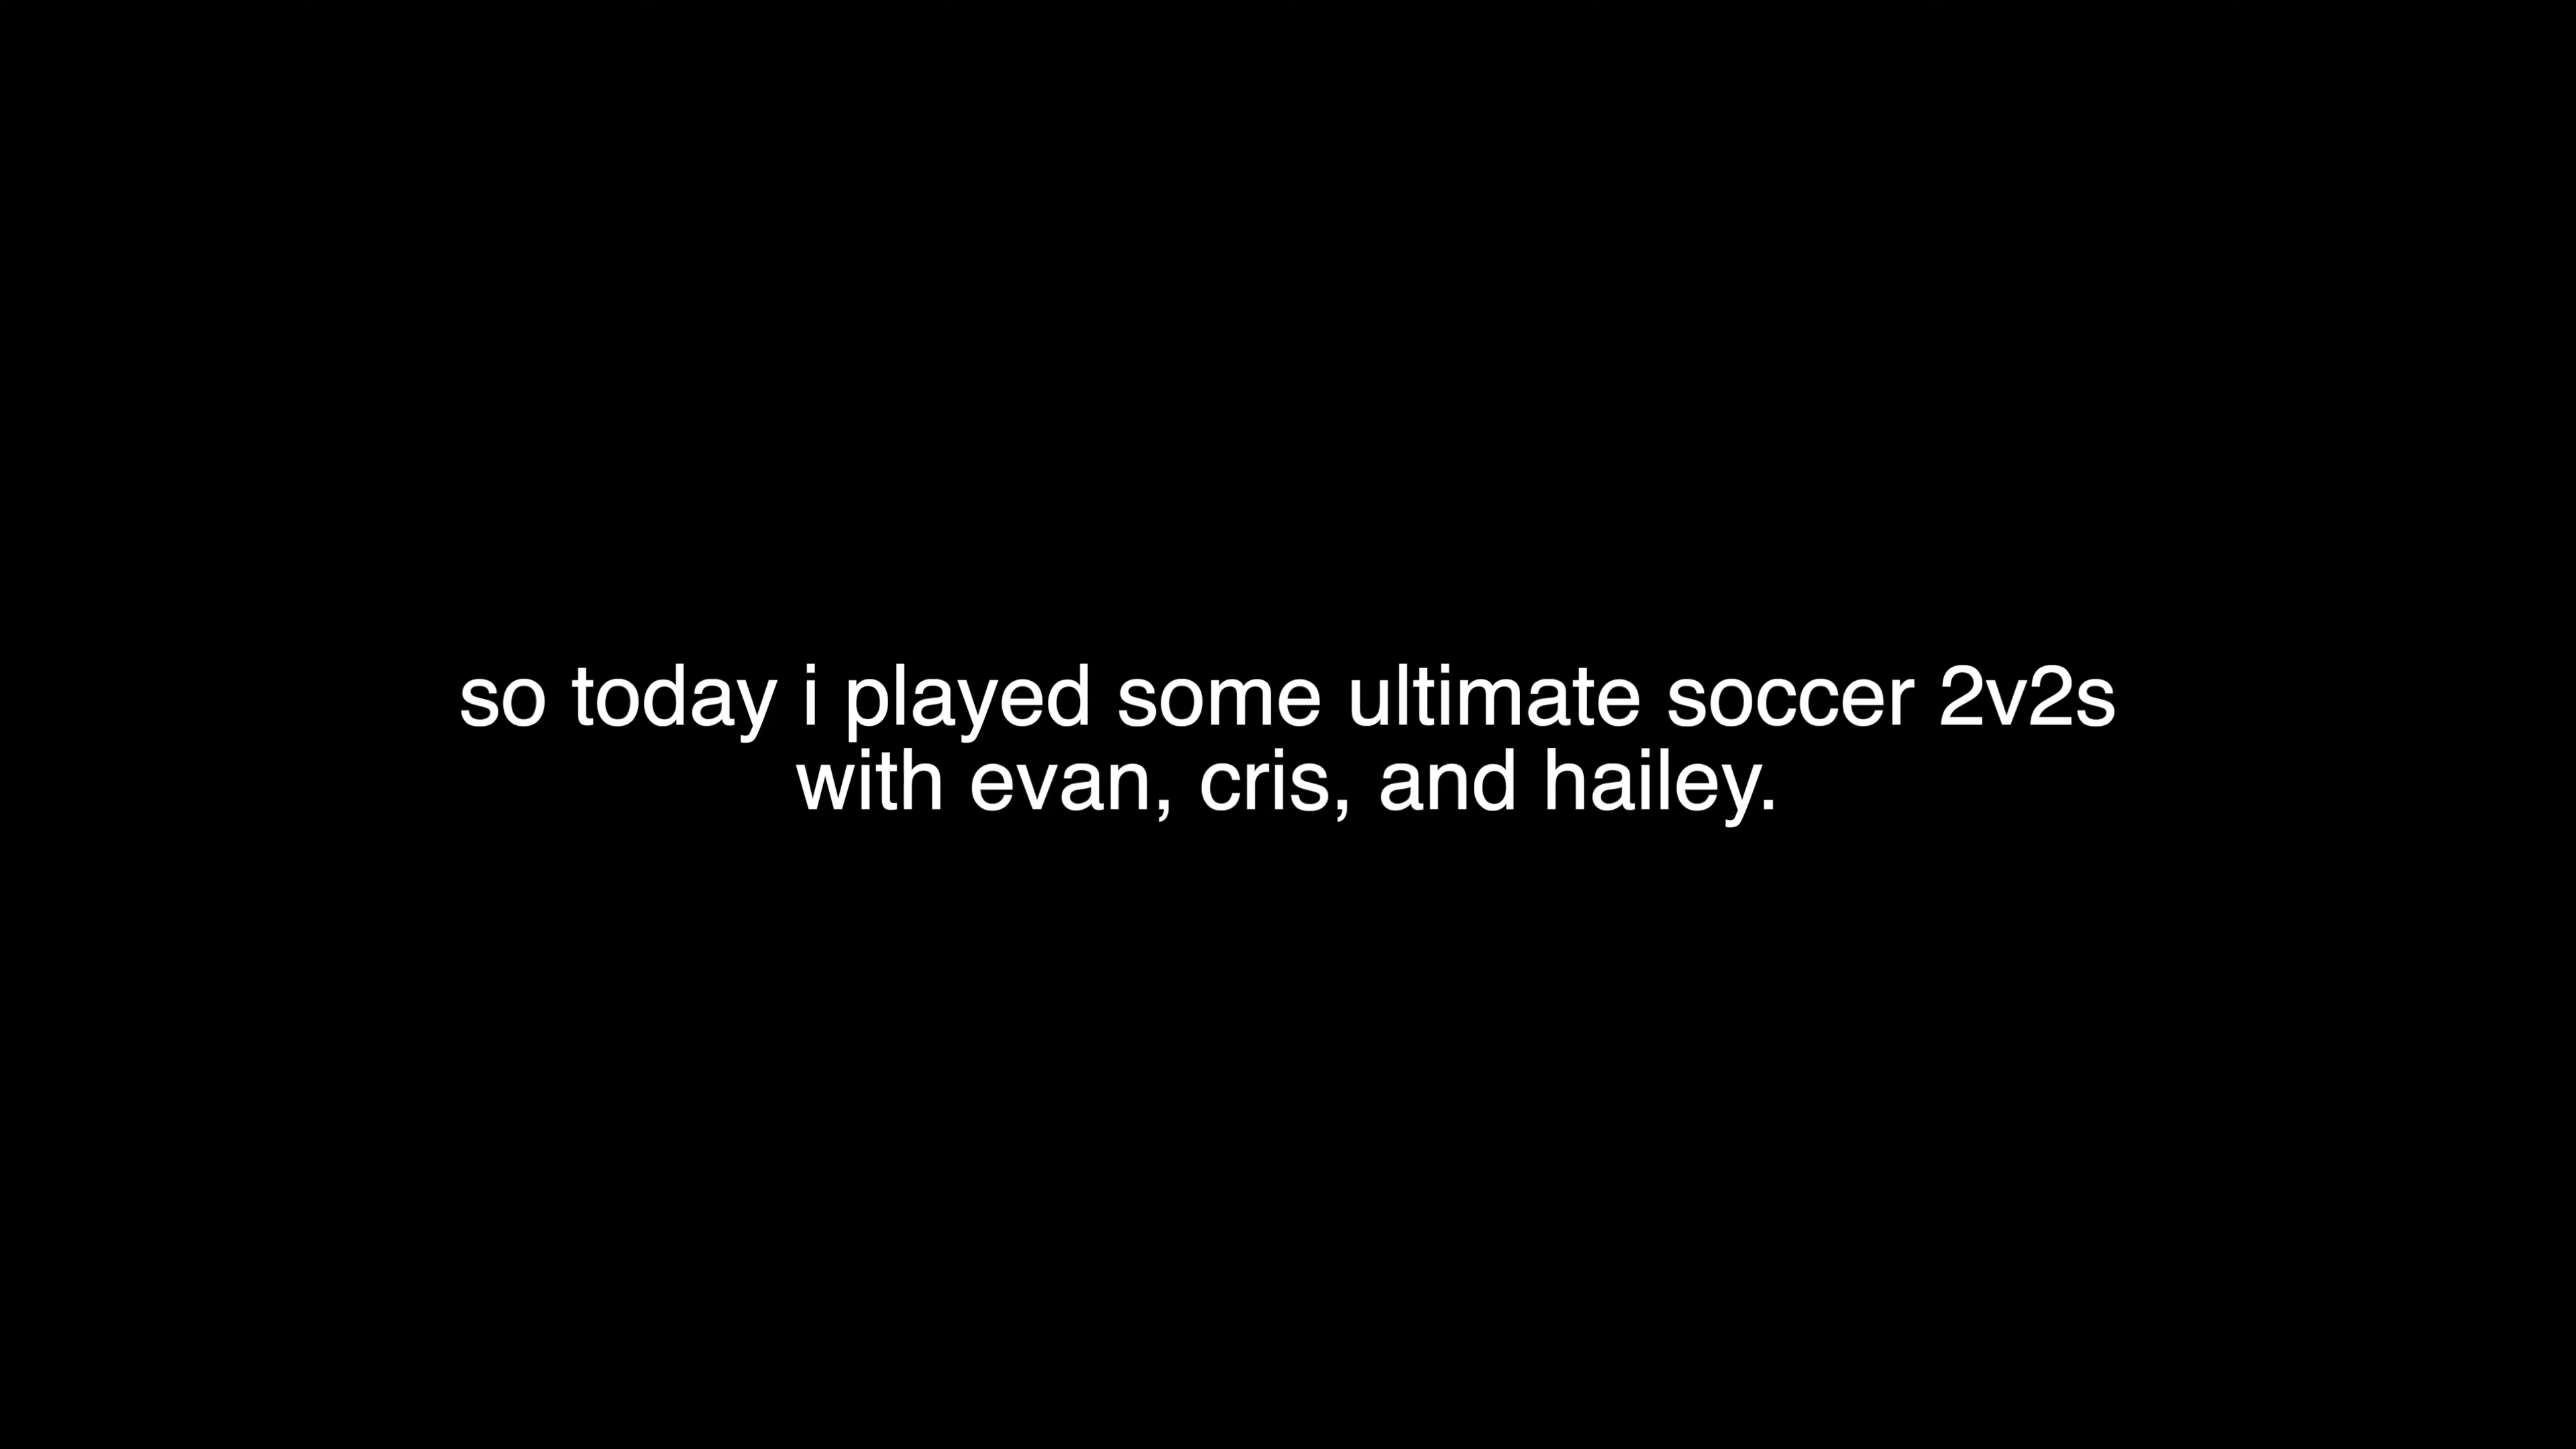 so today i played some ultimate soccer 2v2s
with evan, cris, and hailey.